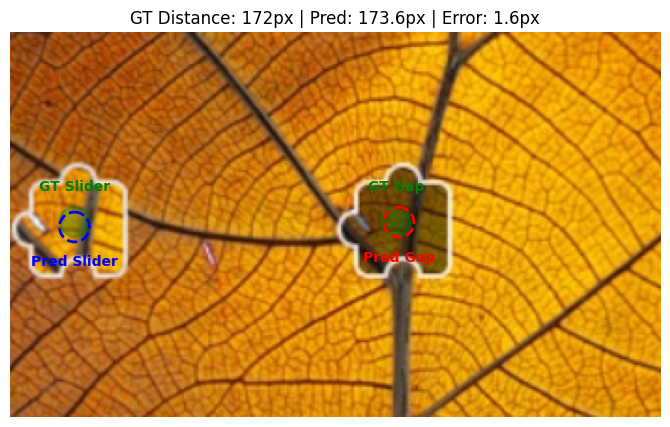 GT Distance: 172px | Pred: 173.6px | Error: 1.6px
GT Slider
GT Gap
Pred Slider
Pred Gap